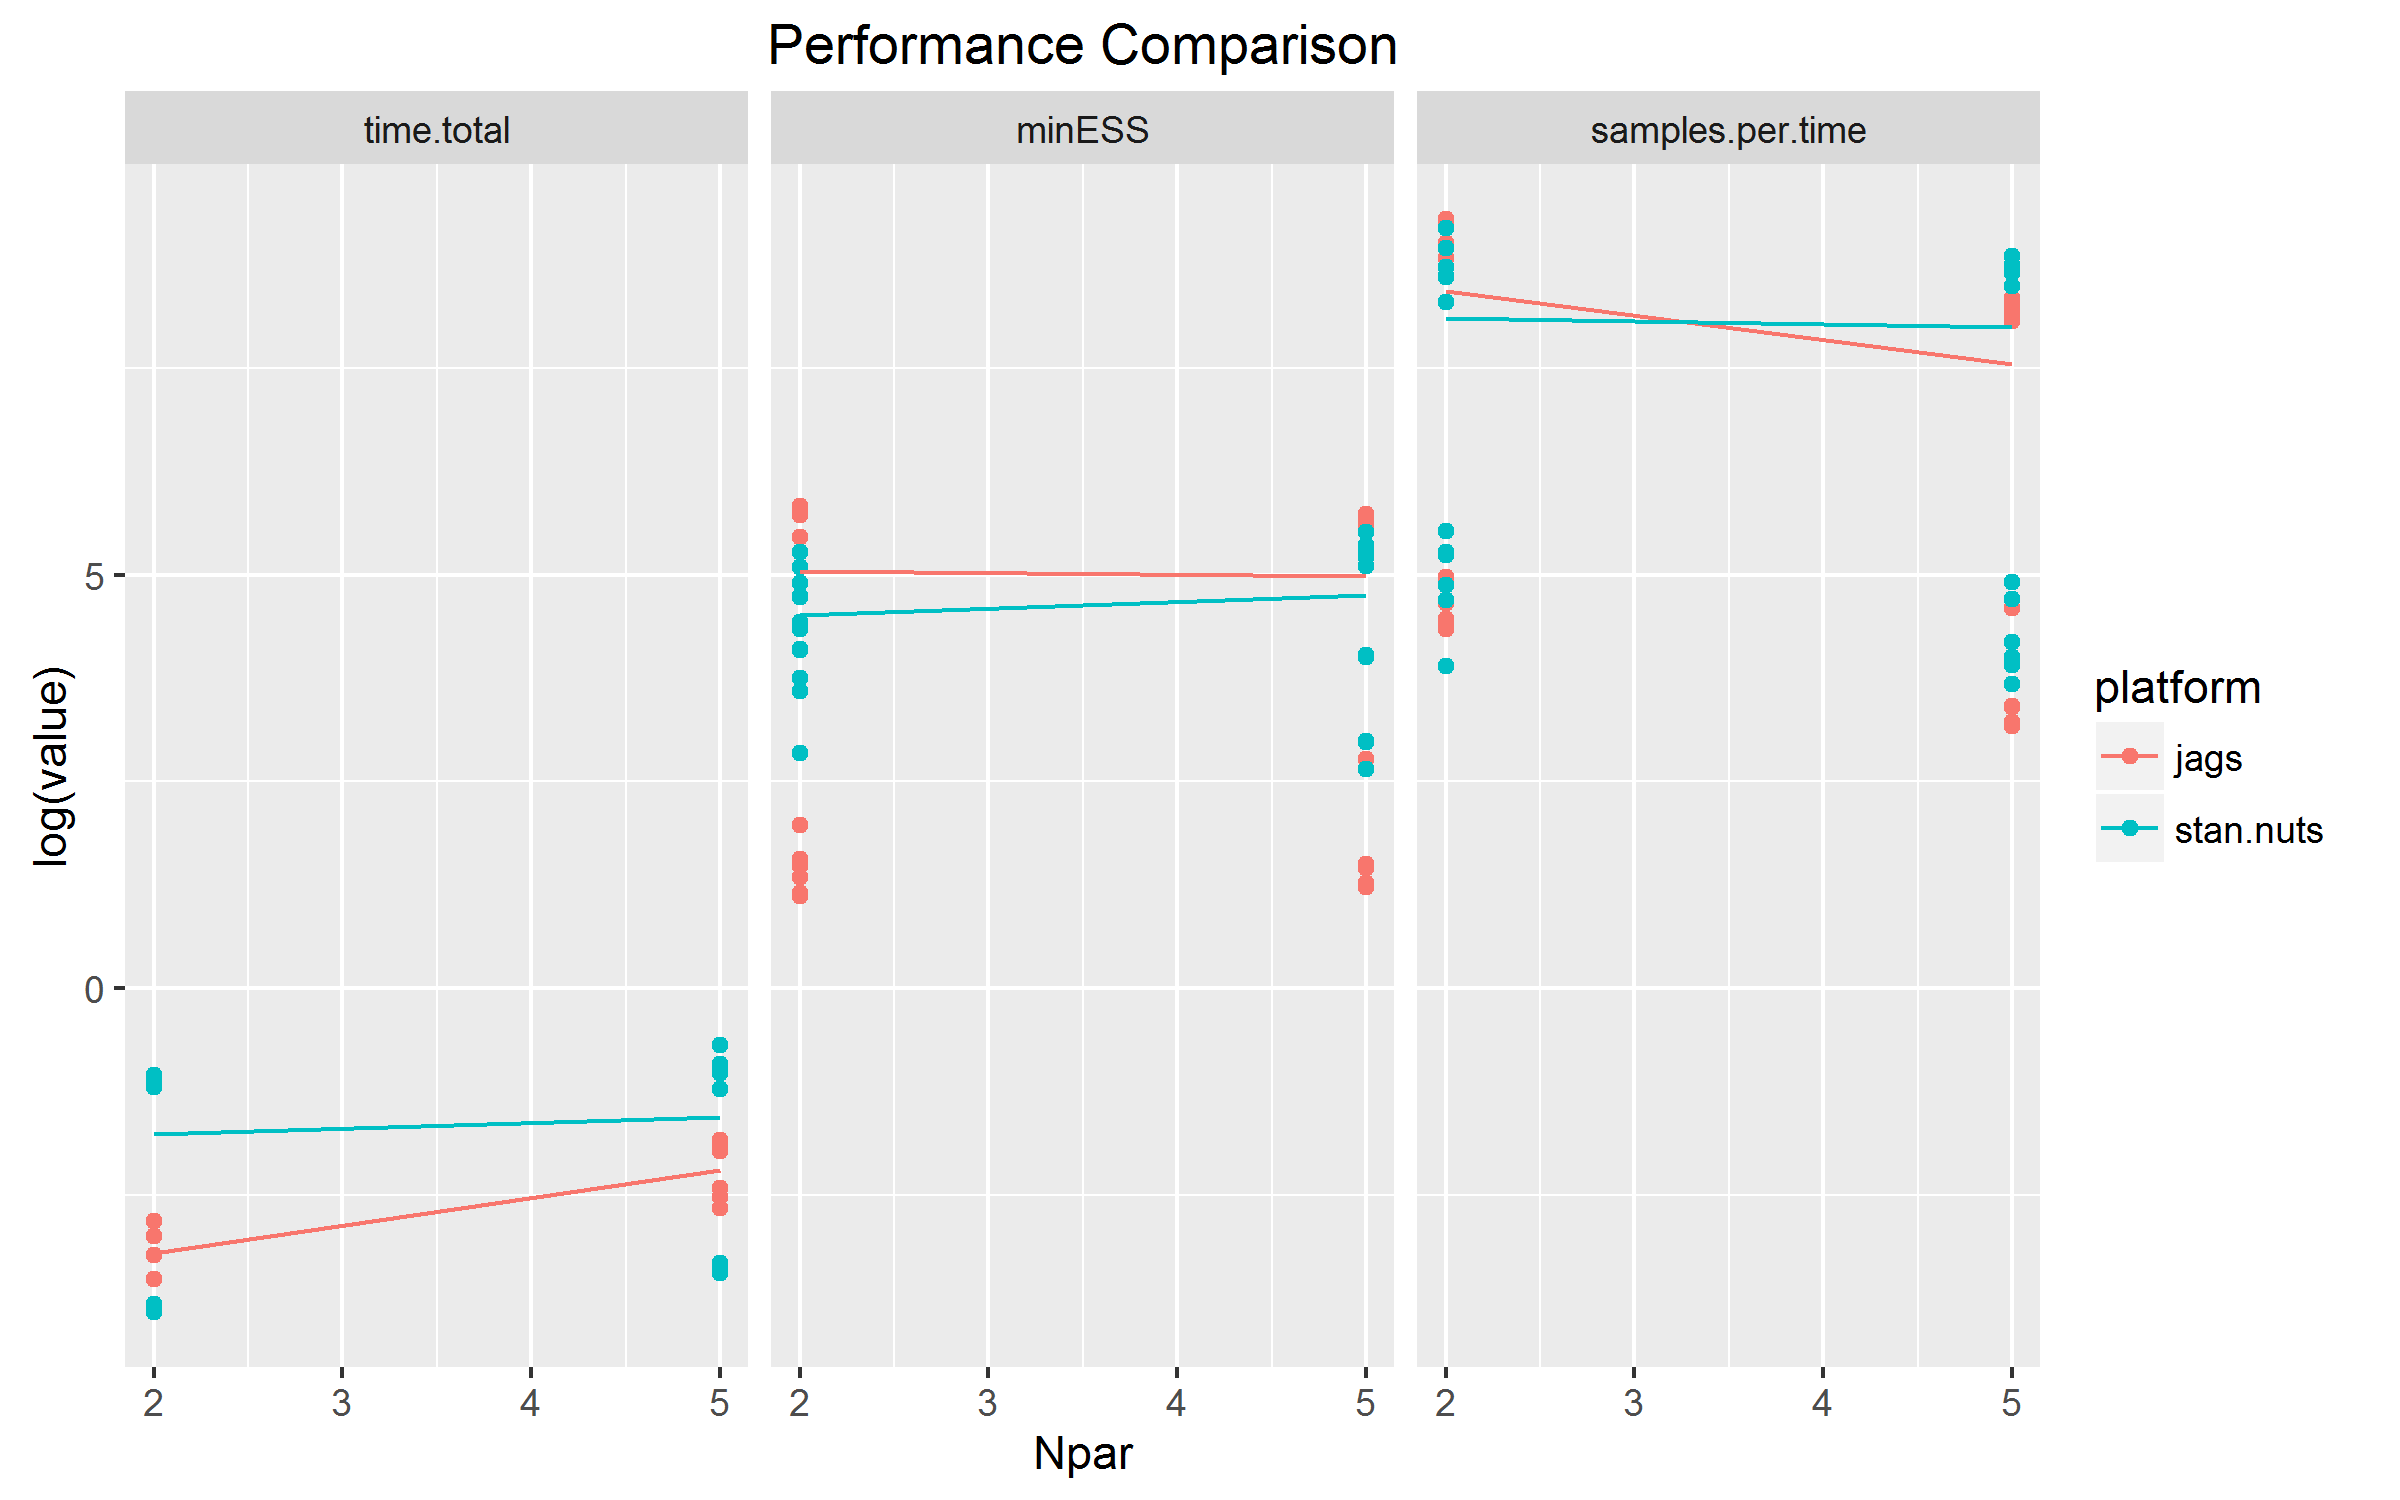 Performance Comparison
time.total minESS samples.per.time
log(value)
5
0
2 3 4 5 2 3 4 5 2 3 4 5
Npar
platform
jags
stan.nuts